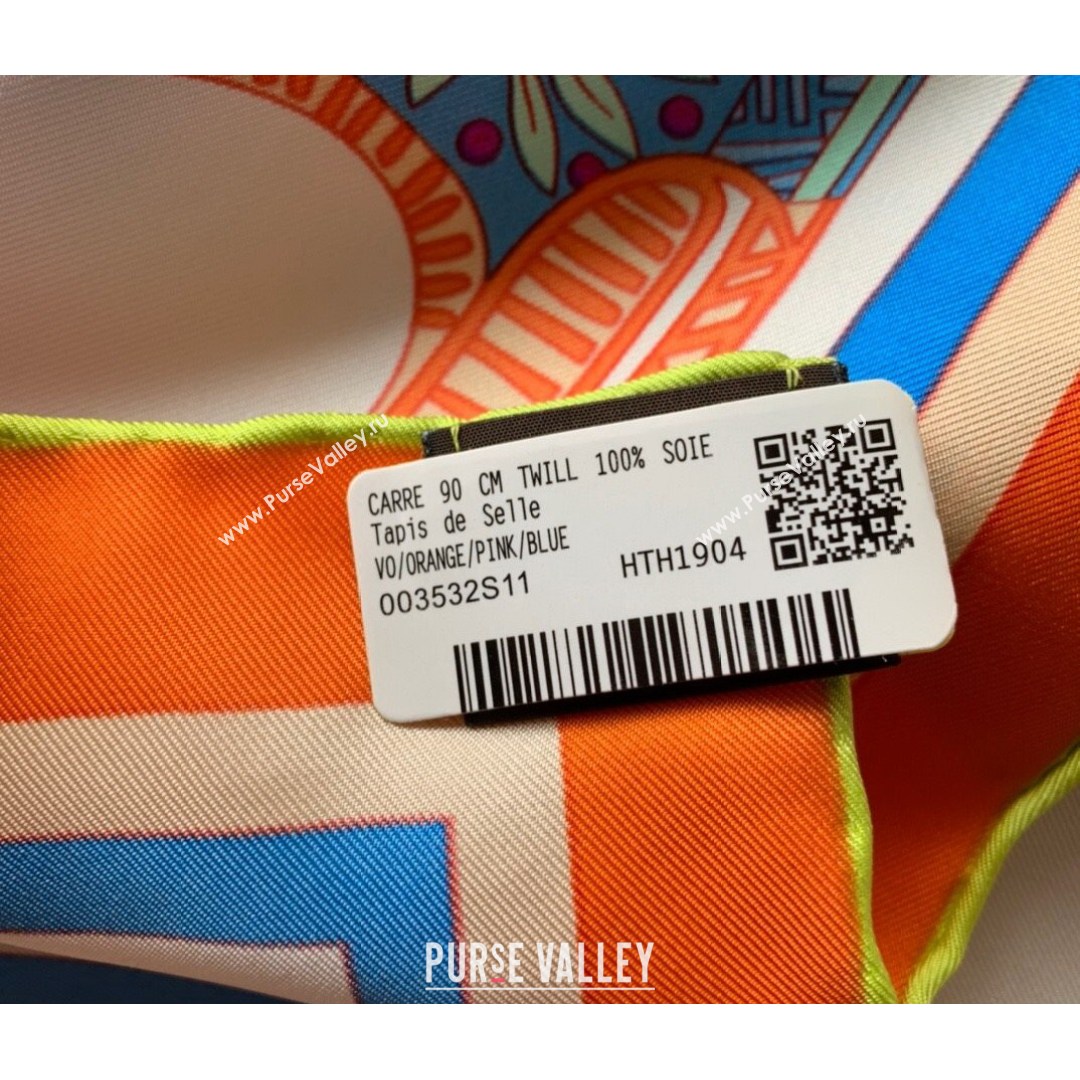 CARRE 90 CM TWILL 100% SOIE
Tapis de Selle
VO/ORANGE/PINK/BLUE
003532S11
HTH1904
www.PurseValley.ru
www.PurseValley.ru
PURSE VALLEY